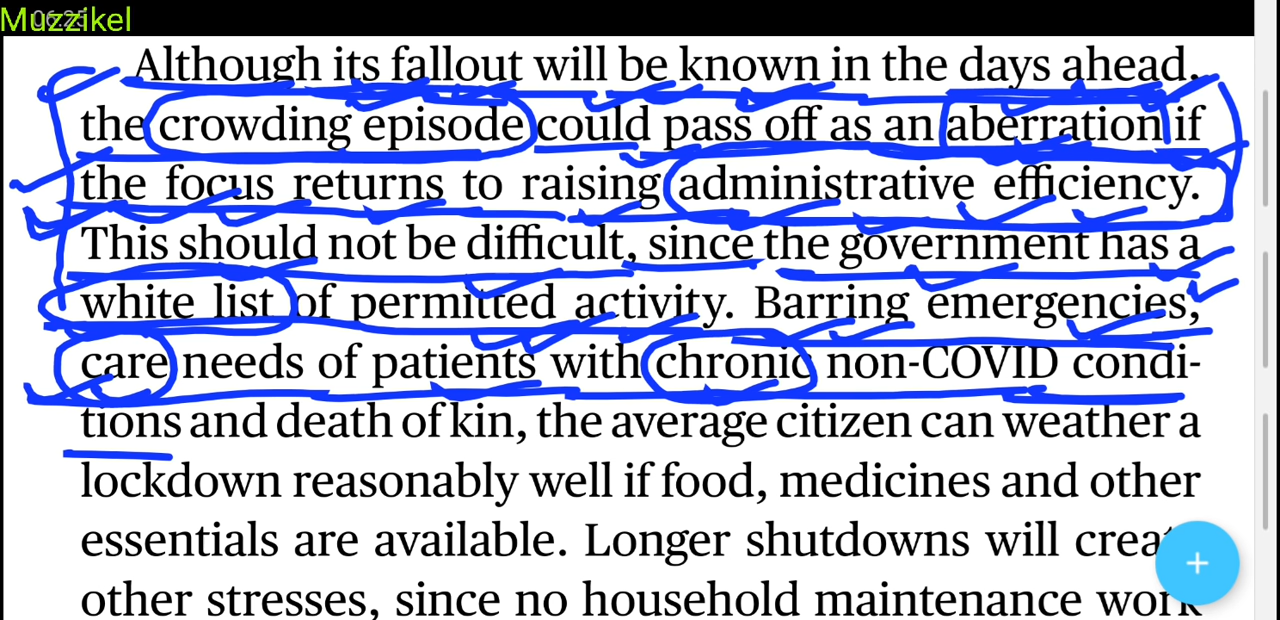 Muzzikel
06:25
Although its fallout will be known in the days ahead,
the crowding episode could pass off as an aberration if
the focus returns to raising administrative efficiency.
This should not be difficult, since the government has a
white list of permitted activity. Barring emergencies,
care needs of patients with chronic non-COVID condi-
tions and death of kin, the average citizen can weather a
lockdown reasonably well if food, medicines and other
essentials are available. Longer shutdowns will
other stresses, since no household maintenance work
+